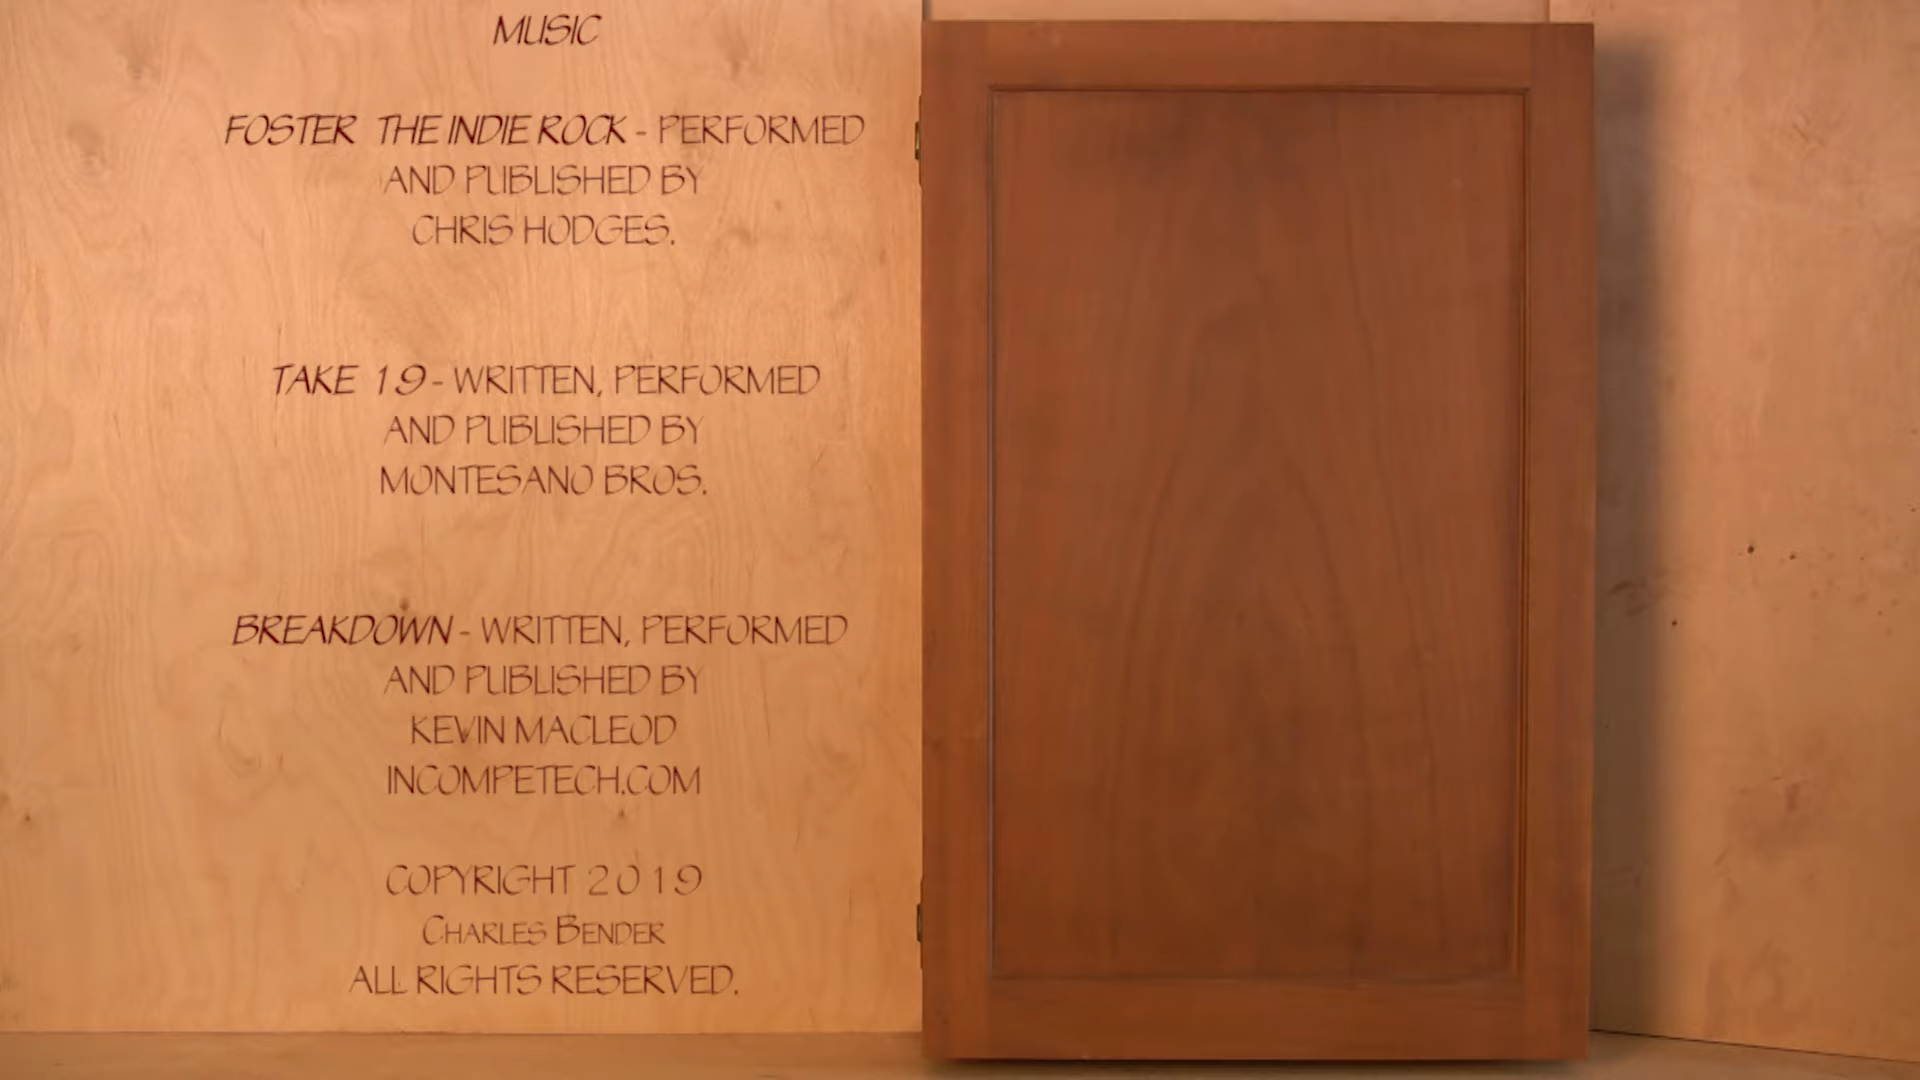 MUSIC
FOSTER THE INDIE ROCK - PERFORMED
AND PUBLISHED BY
CHRIS HODGES.
TAKE 19 - WRITTEN, PERFORMED
AND PUBLISHED BY
MONTESANO BROS.
BREAKDOWN - WRITTEN, PERFORMED
AND PUBLISHED BY
KEVIN MACLEOD
INCOMPETECH.COM
COPYRIGHT 2019
CHARLES BENDER
ALL RIGHTS RESERVED.